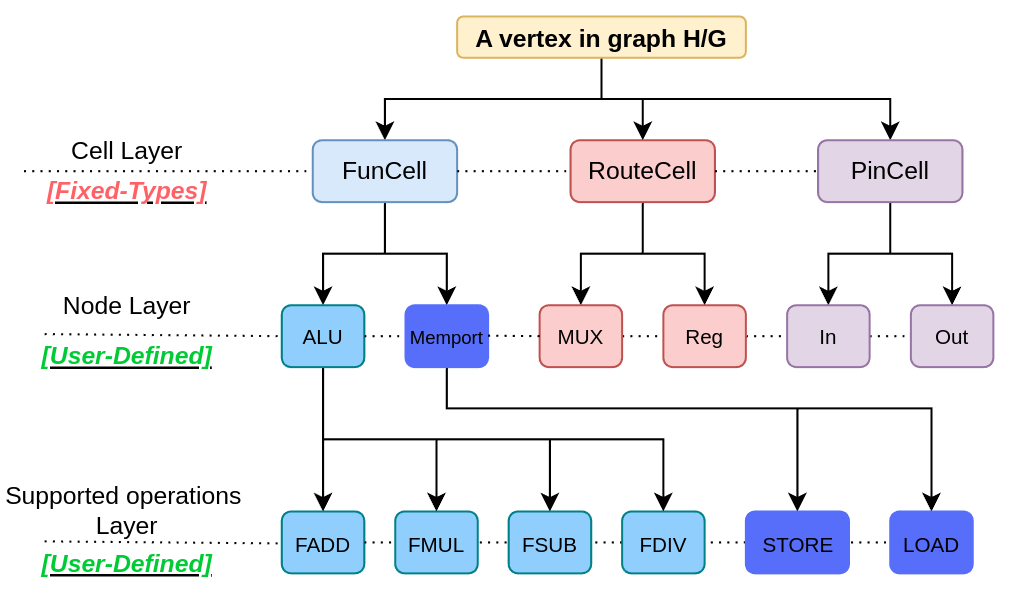 A vertex in graph H/G
Cell Layer
[Fixed-Types]
FunCell
RouteCell
PinCell
Node Layer
[User-Defined]
ALU
Memport
MUX
Reg
In
Out
Supported operations
Layer
[User-Defined]
FADD
FMUL
FSUB
FDIV
STORE
LOAD